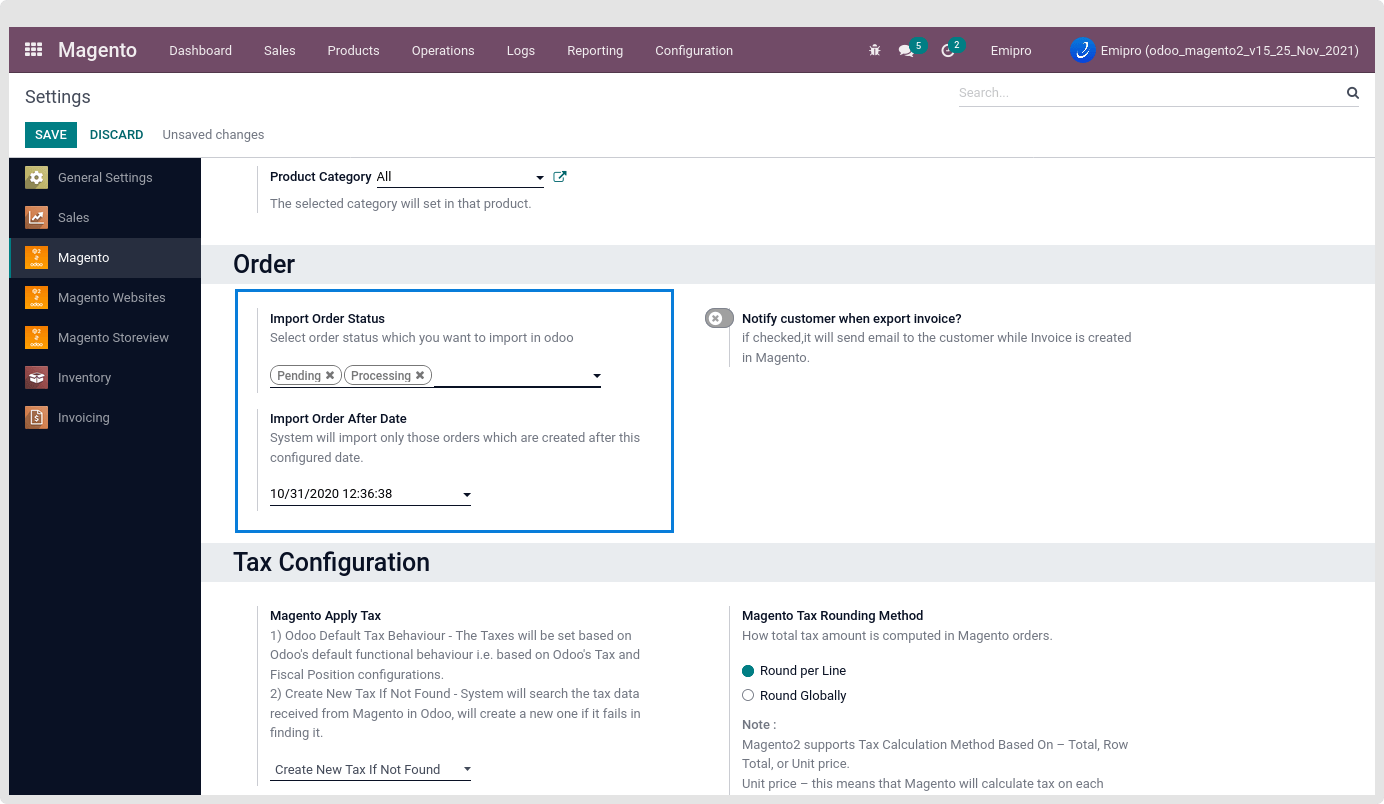 Magento Dashboard Sales Products Operations Logs Reporting Configuration 5 2 Emipro Emipro (odoo_magento2_v15_25_Nov_2021)
Settings
Search...
SAVE DISCARD Unsaved changes
General Settings
Sales
Magento
Magento Websites
Magento Storeview
Inventory
Invoicing
Product Category All
The selected category will set in that product.
Order
Import Order Status
Select order status which you want to import in odoo
Pending Processing
Import Order After Date
System will import only those orders which are created after this
configured date.
10/31/2020 12:36:38
Notify customer when export invoice?
if checked,it will send email to the customer while Invoice is created
in Magento.
Tax Configuration
Magento Apply Tax
1) Odoo Default Tax Behaviour - The Taxes will be set based on
Odoo's default functional behaviour i.e. based on Odoo's Tax and
Fiscal Position configurations.
2) Create New Tax If Not Found - System will search the tax data
received from Magento in Odoo, will create a new one if it fails in
finding it.
Create New Tax If Not Found
Magento Tax Rounding Method
How total tax amount is computed in Magento orders.
Round per Line
Round Globally
Note :
Magento2 supports Tax Calculation Method Based On – Total, Row
Total, or Unit price.
Unit price – this means that Magento will calculate tax on each